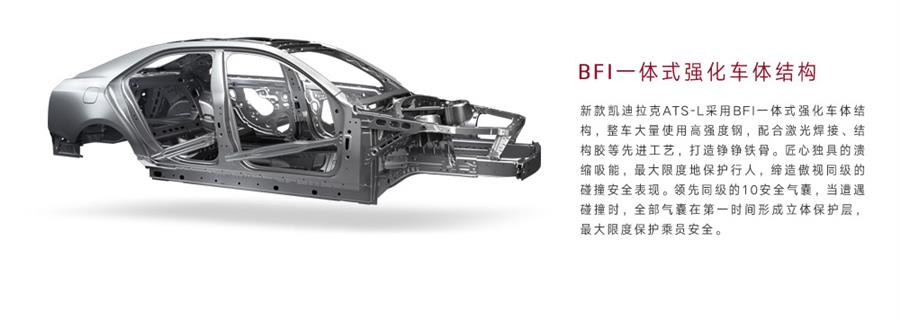 BFI一体式强化车体结构
新款凯迪拉克ATS-L采用BFI一体式强化车体结
构，整车大量使用高强度钢，配合激光焊接、结
构胶等先进工艺，打造铮铮铁骨。匠心独具的溃
缩吸能，最大限度地保护行人，缔造傲视同级的
碰撞安全表现。领先同级的10安全气囊，当遭遇
碰撞时，全部气囊在第一时间形成立体保护层，
最大限度保护乘员安全。